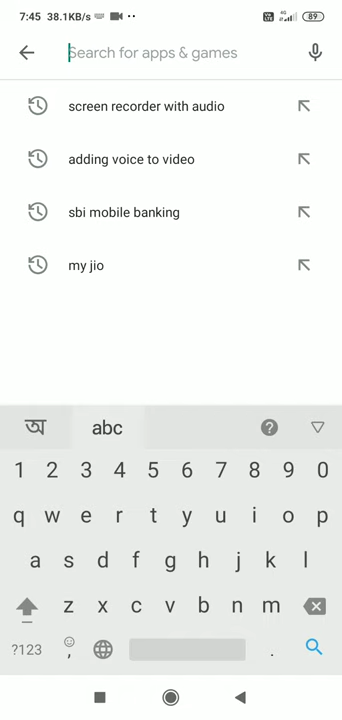 7:45 38.1KB/s
4G
89
Search for apps & games
screen recorder with audio
adding voice to video
sbi mobile banking
my jio
অ abc ?
1 2 3 4 5 6 7 8 9 0
q w e r t y u i o p
a s d f g h j k l
z x c v b n m
?123 , .